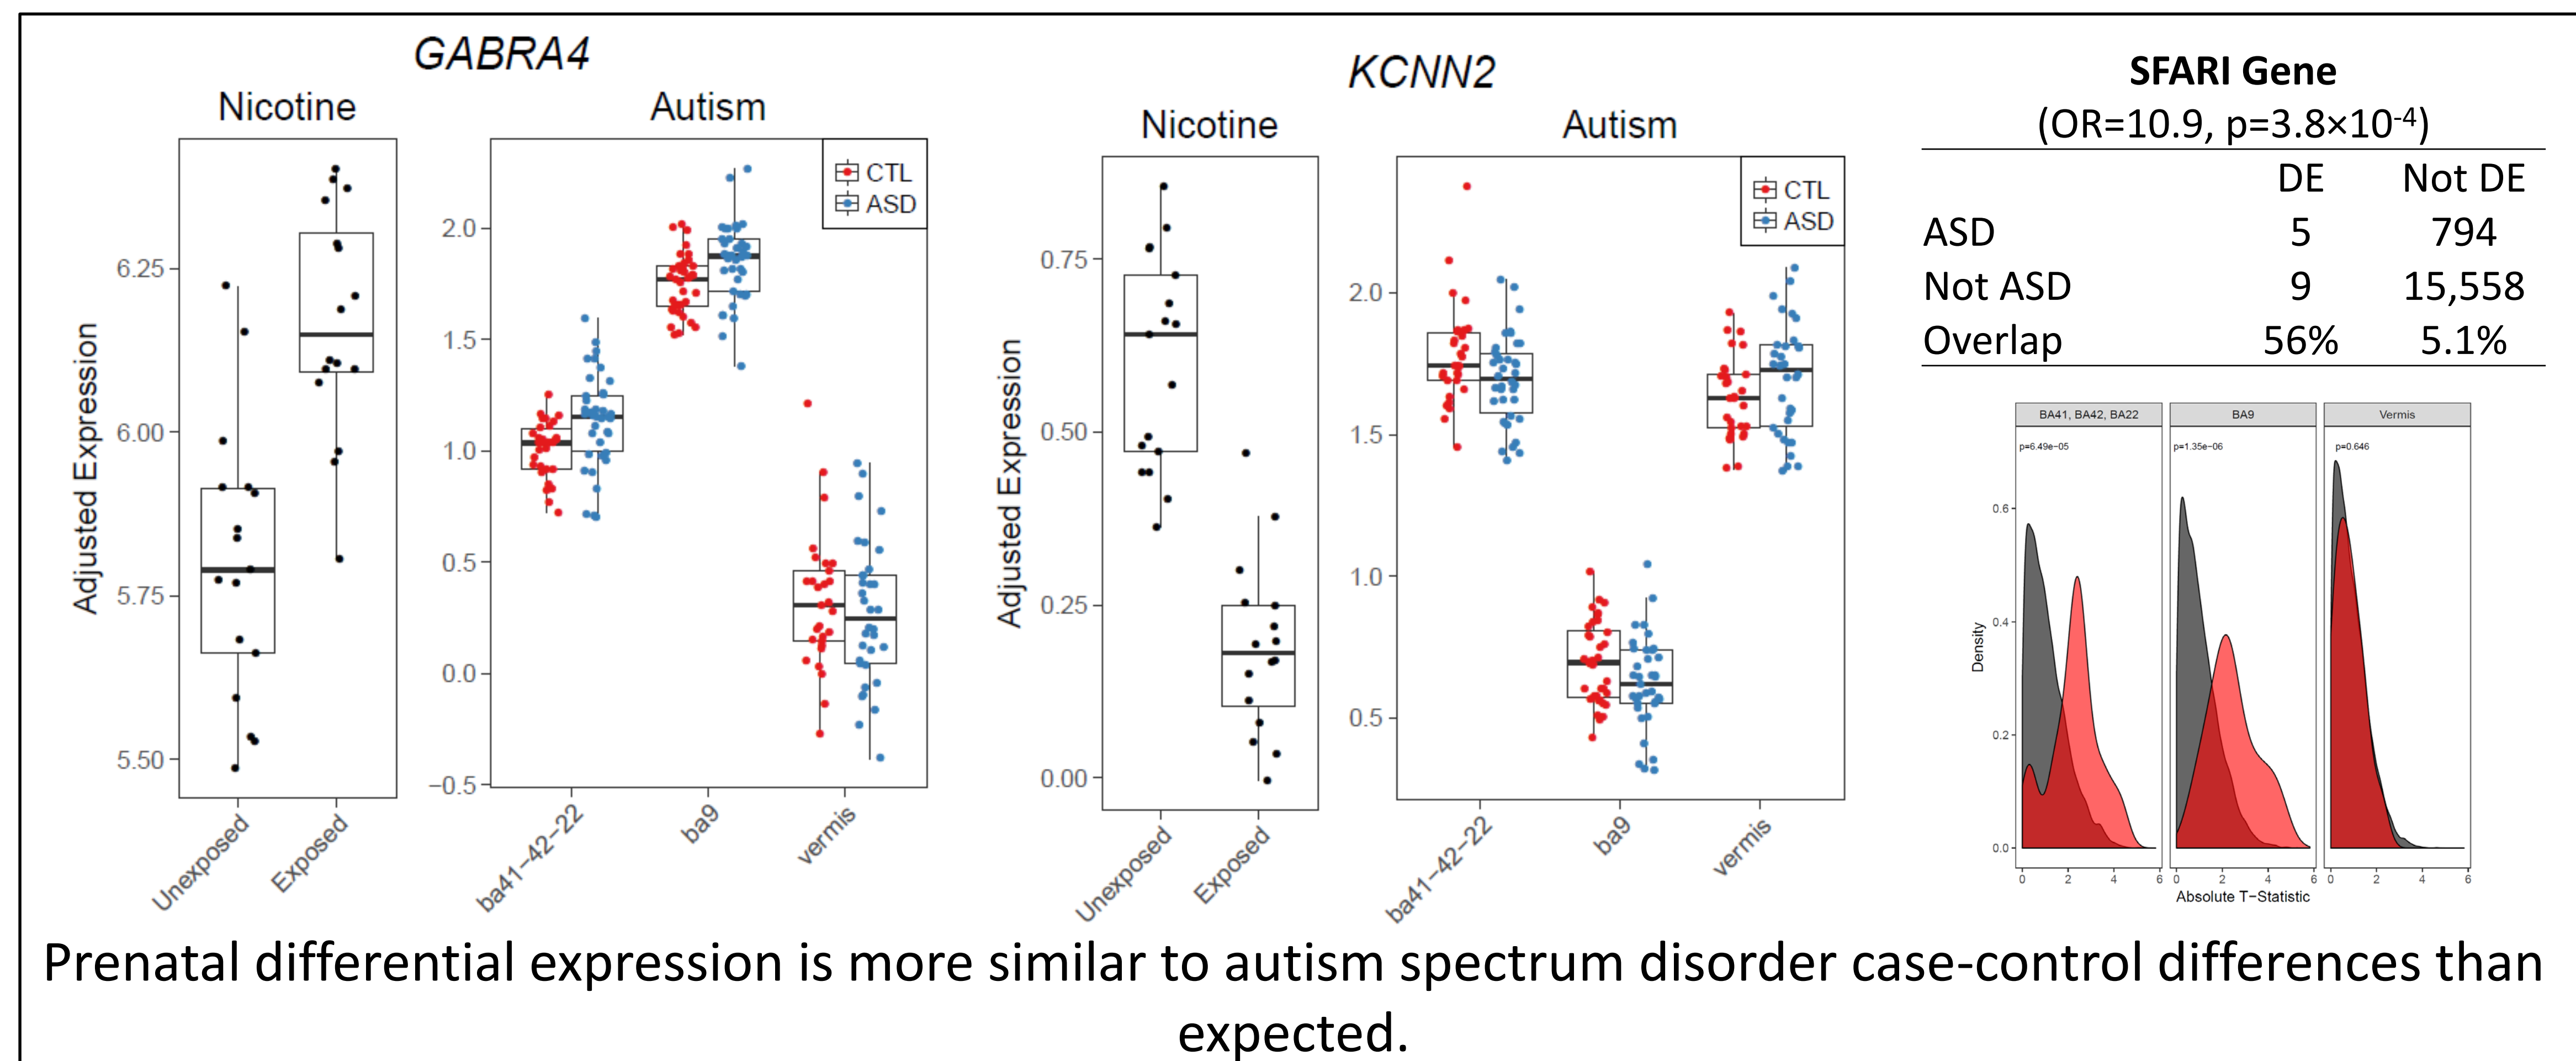 GABRA4
Nicotine
Autism
Adjusted Expression
6.25
6.00
5.75
5.50
Unexposed
Exposed
CTL
ASD
2.0
1.5
1.0
0.5
0.0
−0.5
ba41−42−22
ba9
vermis
KCNN2
Nicotine
Autism
Adjusted Expression
0.75
0.50
0.25
0.00
Unexposed
Exposed
CTL
ASD
2.0
1.5
1.0
0.5
ba41−42−22
ba9
vermis
SFARI Gene
(OR=10.9, p=3.8×10-4)
DE Not DE
ASD 5 794
Not ASD 9 15,558
Overlap 56% 5.1%
BA41, BA42, BA22 BA9 Vermis
p=6.49e−05 p=1.35e−06 p=0.646
Density
0.6
0.4
0.2
0.0
0 2 4 6 0 2 4 6 0 2 4 6
Absolute T−Statistic
Prenatal differential expression is more similar to autism spectrum disorder case-control differences than
expected.